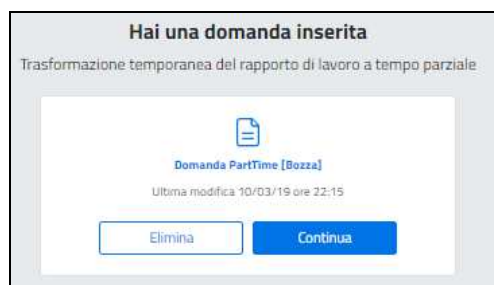 Hai una domanda inserita
Trasformazione temporanea del rapporto di lavoro a tempo parziale
Domanda PartTime [Bozza]
Ultima modifica 10/03/19 ore 22:15
Elimina
Continua